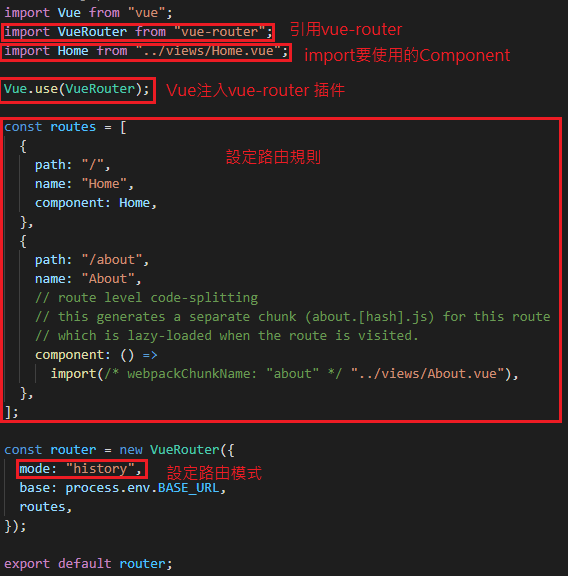 import Vue from "vue";
import VueRouter from "vue-router"; 引用vue-router
import Home from "../views/Home.vue"; import要使用的Component
Vue.use(VueRouter); Vue注入vue-router 插件
const routes = [
{ 設定路由規則
path: "/",
name: "Home",
component: Home,
},
{
path: "/about",
name: "About",
// route level code-splitting
// this generates a separate chunk (about.[hash].js) for this route
// which is lazy-loaded when the route is visited.
component: () =>
import(/* webpackChunkName: "about" */ "../views/About.vue"),
},
];
const router = new VueRouter({
mode: "history", 設定路由模式
base: process.env.BASE_URL,
routes,
});
export default router;